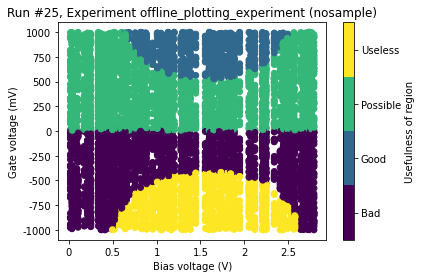 Run #25, Experiment offline_plotting_experiment (nosample)
1000
750
500
250
0
-250
-500
-750
-1000
Gate voltage (mV)
0 0.5 1 1.5 2 2.5
Bias voltage (V)
Useless
Possible
Good
Bad
Usefulness of region